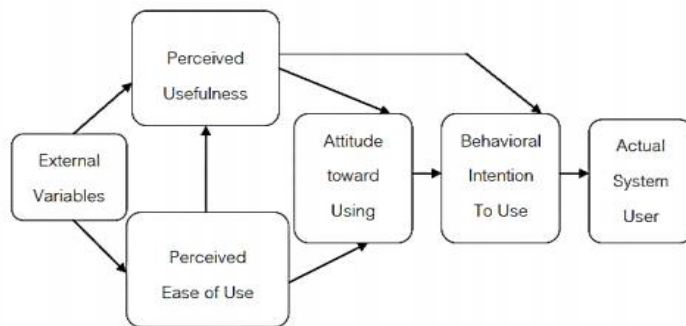 Perceived
Usefulness
External
Variables
Perceived
Ease of Use
Attitude
toward
Using
Behavioral
Intention
To Use
Actual
System
User